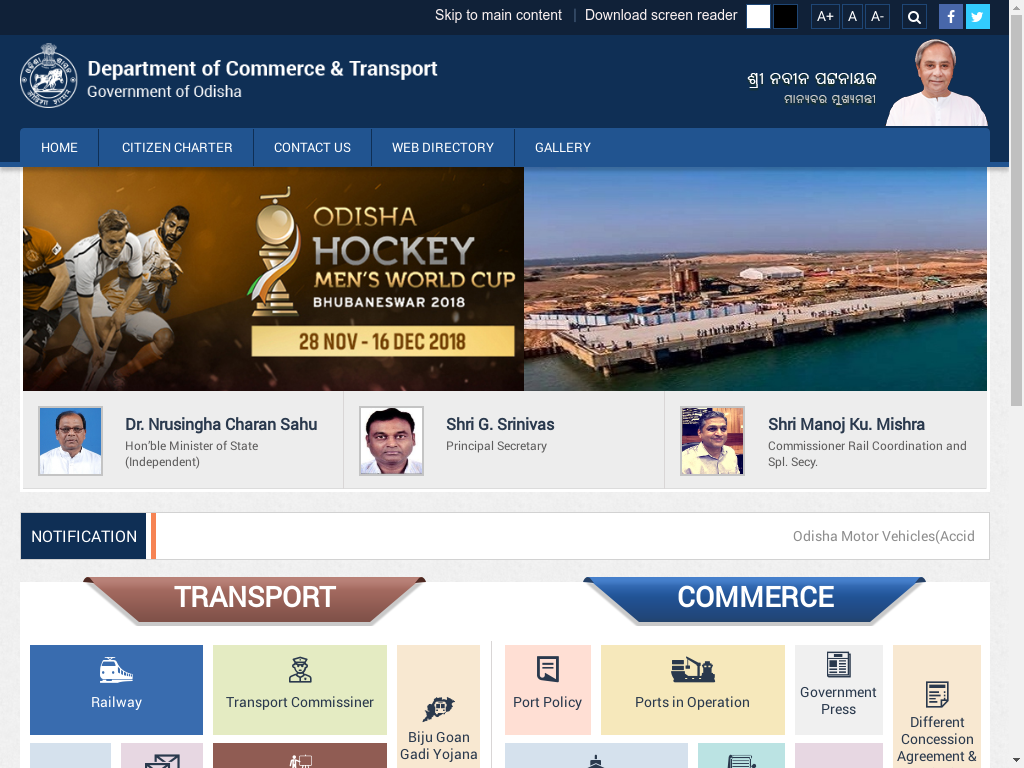 Skip to main content
Download screen reader
A+
A
A-
Department of Commerce & Transport
Government of Odisha
ଶ୍ରୀ ନବୀନ ପଟ୍ଟନାୟକ
ମାନ୍ୟବର ମୁଖ୍ୟମନ୍ତ୍ରୀ
HOME
CITIZEN CHARTER
CONTACT US
WEB DIRECTORY
GALLERY
ODISHA
HOCKEY
MEN'S WORLD CUP
BHUBANESWAR 2018
28 NOV - 16 DEC 2018
Dr. Nrusingha Charan Sahu
Hon'ble Minister of State
(Independent)
Shri G. Srinivas
Principal Secretary
Shri Manoj Ku. Mishra
Commissioner Rail Coordination and
Spl. Secy.
NOTIFICATION
Odisha Motor Vehicles(Accid
TRANSPORT
COMMERCE
Railway
Transport Commissiner
Biju Goan
Gadi Yojana
Port Policy
Ports in Operation
Government
Press
Different
Concession
Agreement &